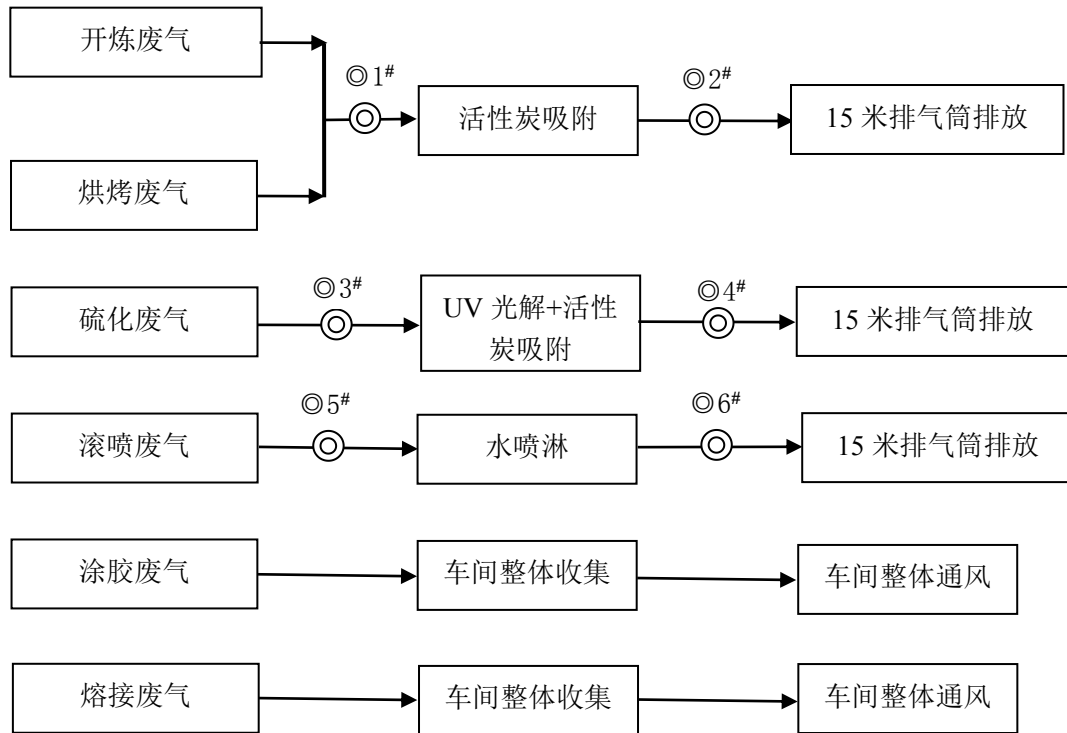 开炼废气
◎1#
◎2#
活性炭吸附
15 米排气筒排放
烘烤废气
硫化废气
◎3#
UV 光解+活性
炭吸附
◎4#
15 米排气筒排放
滚喷废气
◎5#
水喷淋
◎6#
15 米排气筒排放
涂胶废气
车间整体收集
车间整体通风
熔接废气
车间整体收集
车间整体通风